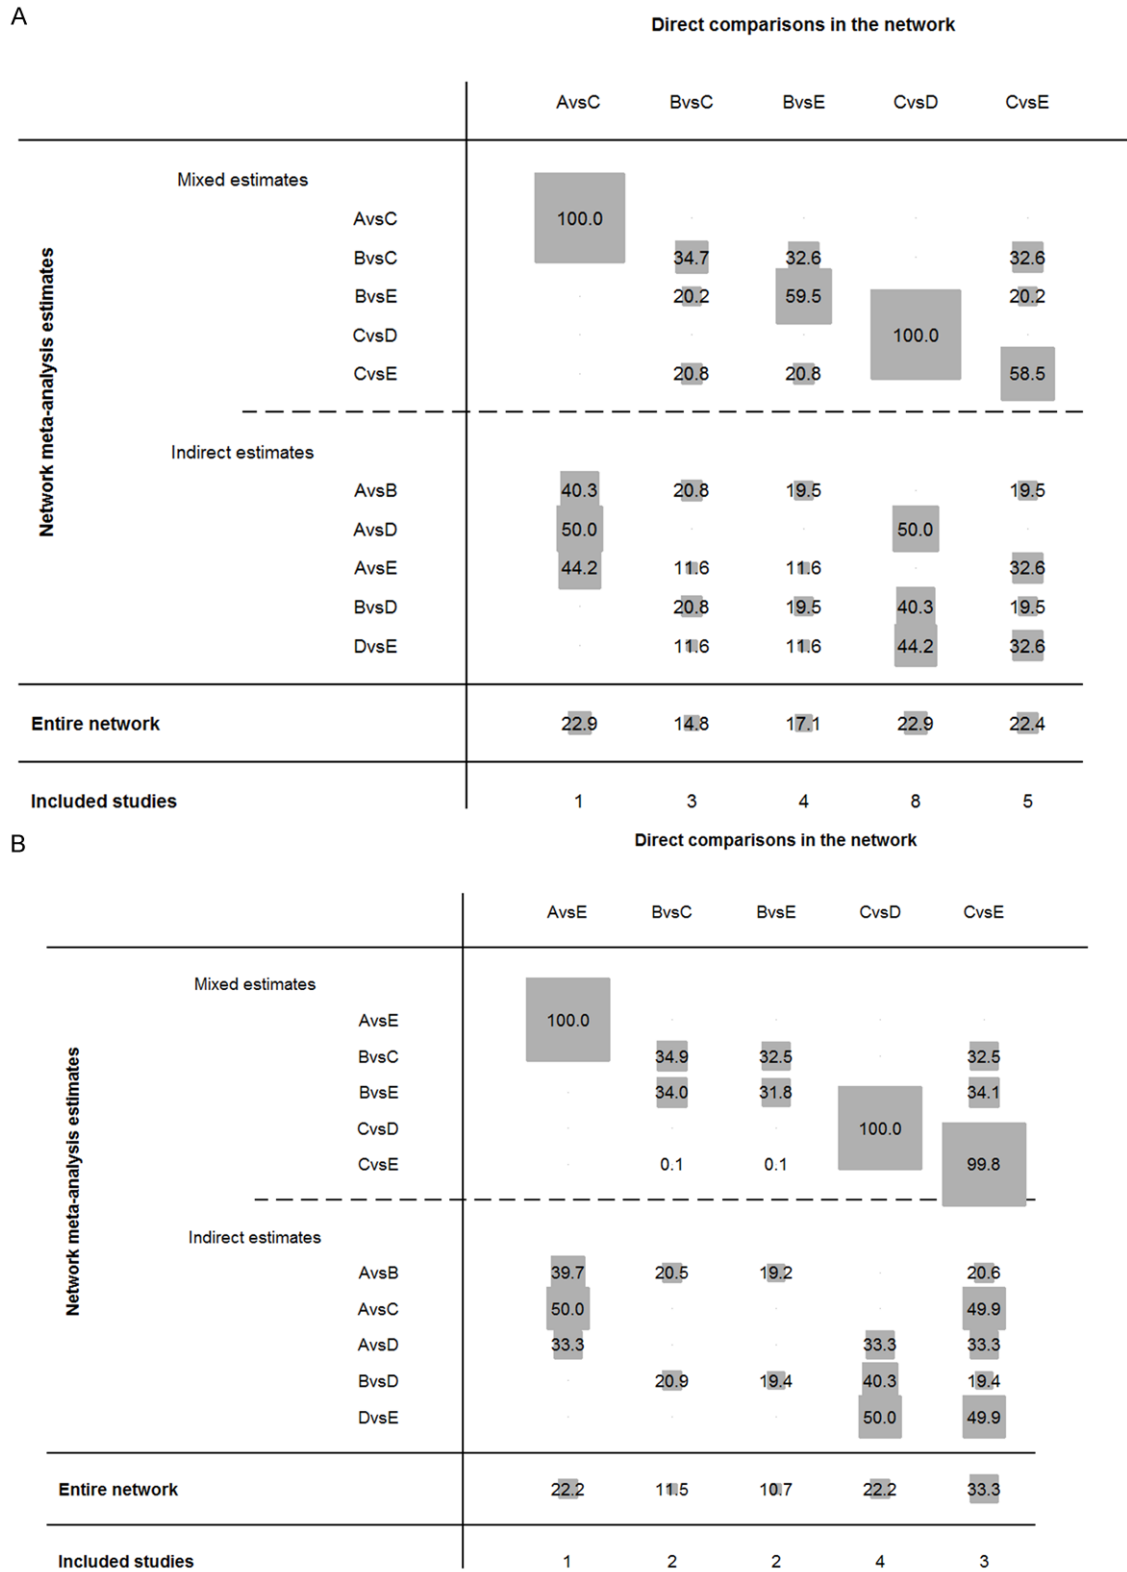 A
Direct comparisons in the network
AvsC BvsC BvsE CvsD CvsE
Network meta-analysis estimates
Mixed estimates
AvsC 100.0
BvsC 34.7 32.6 32.6
BvsE 20.2 59.5 20.2
CvsD 100.0
CvsE 20.8 20.8 58.5
Indirect estimates
AvsB 40.3 20.8 19.5 19.5
AvsD 50.0 50.0
AvsE 44.2 11.6 11.6 32.6
BvsD 20.8 19.5 40.3 19.5
DvsE 11.6 11.6 44.2 32.6
Entire network 22.9 14.8 17.1 22.9 22.4
Included studies 1 3 4 8 5
B
Direct comparisons in the network
AvsE BvsC BvsE CvsD CvsE
Network meta-analysis estimates
Mixed estimates
AvsE 100.0
BvsC 34.9 32.5 32.5
BvsE 34.0 31.8 34.1
CvsD 100.0
CvsE 0.1 0.1 99.8
Indirect estimates
AvsB 39.7 20.5 19.2 20.6
AvsC 50.0 49.9
AvsD 33.3 33.3 33.3
BvsD 20.9 19.4 40.3 19.4
DvsE 50.0 49.9
Entire network 22.2 11.5 10.7 22.2 33.3
Included studies 1 2 2 4 3